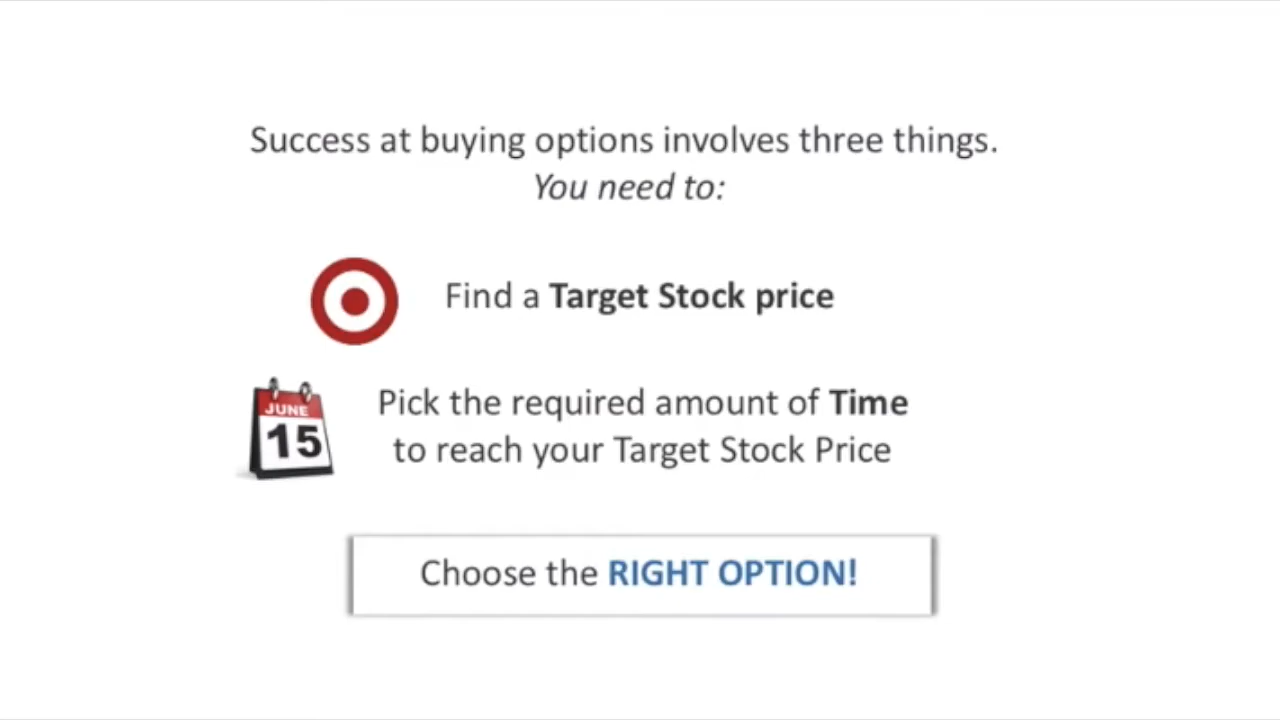 Success at buying options involves three things.
You need to:
Find a Target Stock price
JUNE
15
Pick the required amount of Time
to reach your Target Stock Price
Choose the RIGHT OPTION!